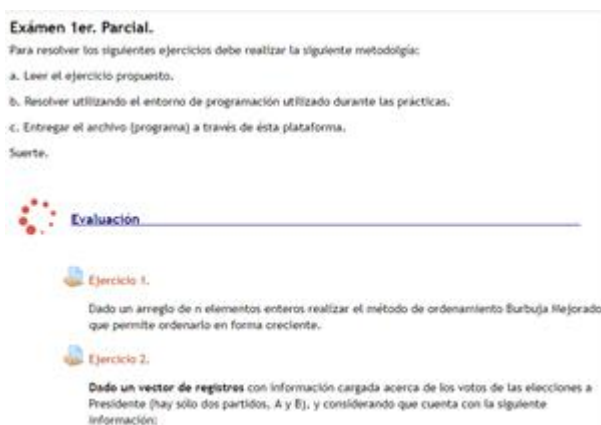 Exámen 1er. Parcial.
Para resolver los siguientes ejercicios debe realizar la siguiente metodolgía:
a. Leer el ejercicio propuesto.
b. Resolver utilizando el entorno de programación utilizado durante las prácticas.
c. Entregar el archivo (programa) a través de ésta plataforma.
Suerte.
Evaluación
Ejercicio 1.
Dado un arreglo de n elementos enteros realizar el método de ordenamiento Burbuja Mejorado
que permite ordenarlo en forma creciente.
Ejercicio 2.
Dado un vector de registros con información cargada acerca de los votos de las elecciones a
Presidente (hay sólo dos partidos, A y B), y considerando que cuenta con la siguiente
información: